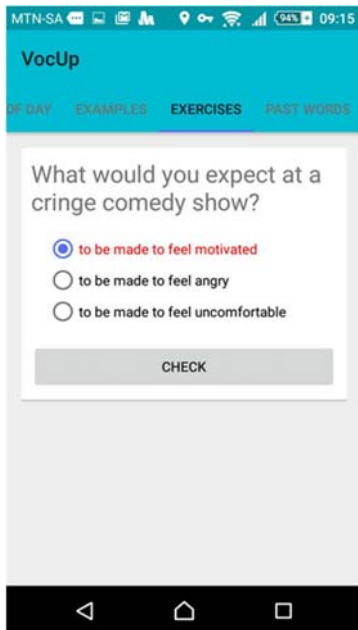 MTN-SA 94% 09:15
VocUp
OF DAY EXAMPLES EXERCISES PAST WORDS
What would you expect at a
cringe comedy show?
to be made to feel motivated
to be made to feel angry
to be made to feel uncomfortable
CHECK